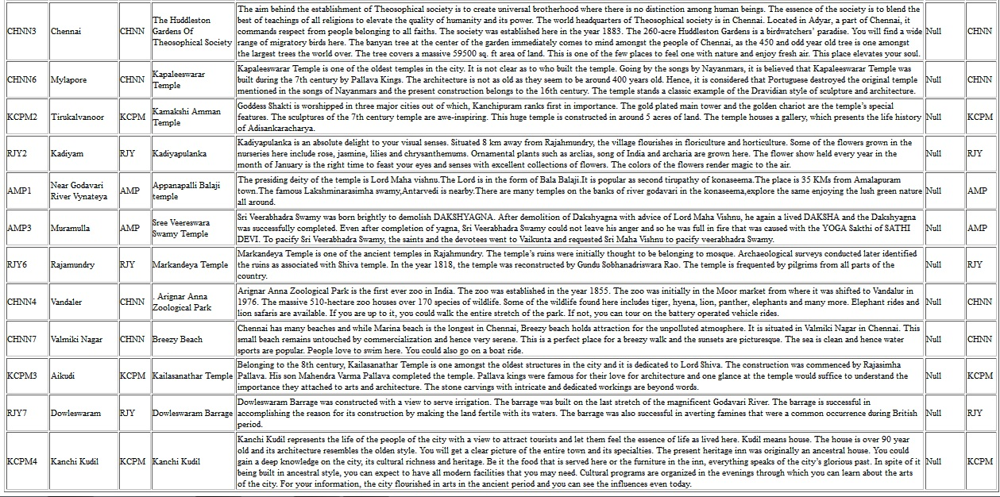 CHNN3 Chennai CHNN The Huddleston Gardens Of Theosophical Society The aim behind the establishment of Theosophical society is to create universal brotherhood where there is no distinction among human beings. The essence of the society is to blend the
best of teachings of all religions to elevate the quality of humanity and its power. The world headquarters of Theosophical society is in Chennai. Located in Adyar, a part of Chennai, it
commands respect from people belonging to all faiths. The society was established here in the year 1883. The 260-acre Huddleston Gardens is a birdwatchers' paradise. You will find a wide
range of migratory birds here. The banyan tree at the center of the garden immediately comes to mind amongst the people of Chennai, as the 450 and odd year old tree is one amongst
the largest trees the world over. The tree covers a massive 59500 sq. ft area of land. This is one of the few places to feel one with nature and enjoy fresh air. This place elevates your soul. Null CHNN
CHNN6 Mylapore CHNN Kapaleeswarar Temple Kapaleeswarar Temple is one of the oldest temples in the city. It is not clear as to who built the temple. Going by the songs by Nayanmars, it is believed that Kapaleeswarar Temple was
built during the 7th century by Pallava Kings. The architecture is not as old as they seem to be around 400 years old. Hence, it is considered that Portuguese destroyed the original temple
mentioned in the songs of Nayanmars and the present construction belongs to the 16th century. The temple stands a classic example of the Dravidian style of sculpture and architecture. Null CHNN
KCPM2 Tirukalvanoor KCPM Kamakshi Amman Temple Goddess Shakti is worshipped in three major cities out of which, Kanchipuram ranks first in importance. The gold plated main tower and the golden chariot are the temple's special
features. The sculptures of the 7th century temple are awe-inspiring. This huge temple is constructed in around 5 acres of land. The temple houses a gallery, which presents the life history
of Adisankaracharya. Null KCPM
RJY2 Kadiyam RJY Kadiyapulanka Kadiyapulanka is an absolute delight to your visual senses. Situated 8 km away from Rajahmundry, the village flourishes in floriculture and horticulture. Some of the flowers grown in the
nurseries here include rose, jasmine, lilies and chrysanthemums. Ornamental plants such as arclias, song of India and archaria are grown here. The flower show held every year in the
month of January is the right time to feast your eyes and senses with excellent collections of flowers. The colors of the flowers render magic to the air. Null RJY
AMP1 Near Godavari River Vynateya AMP Appanapalli Balaji temple The presiding deity of the temple is Lord Maha vishnu.The Lord is in the form of Bala Balaji.It is popular as second tirupathy of konaseema.The place is 35 KMs from Amalapuram
town.The famous Lakshminarasimha swamy,Antarvedi is nearby.There are many temples on the banks of river godavari in the konaseema,explore the same enjoying the lush green nature
all around. Null AMP
AMP3 Muramulla AMP Sree Veereswara Swamy Temple Sri Veerabhadra Swamy was born brightly to demolish DAKSHYAGNA. After demolition of Dakshyagna with advice of Lord Maha Vishnu, he again a lived DAKSHA and the Dakshyagna
was successfully completed. Even after completion of yagna, Sri Veerabhadra Swamy could not leave his anger and so he was full in fire that was caused with the YOGA Sakthi of SATHI
DEVI. To pacify Sri Veerabhadra Swamy, the saints and the devotees went to Vaikunta and requested Sri Maha Vishnu to pacify veerabhadra Swamy. Null AMP
RJY6 Rajamundry RJY Markandeya Temple Markandeya Temple is one of the ancient temples in Rajahmundry. The temple's ruins were initially thought to be belonging to mosque. Archaeological surveys conducted later identified
the ruins as associated with Shiva temple. In the year 1818, the temple was reconstructed by Gundu Sobhanadriswara Rao. The temple is frequented by pilgrims from all parts of the
country. Null RJY
CHNN4 Vandaler CHNN . Arignar Anna Zoological Park Arignar Anna Zoological Park is the first ever zoo in India. The zoo was established in the year 1855. The zoo was initially in the Moor market from where it was shifted to Vandalur in
1976. The massive 510-hectare zoo houses over 170 species of wildlife. Some of the wildlife found here includes tiger, hyena, lion, panther, elephants and many more. Elephant rides and
lion safaris are available. If you are up to it, you could walk the entire stretch of the park. If not, you can tour on the battery operated vehicle rides. Null CHNN
CHNN7 Valmiki Nagar CHNN Breezy Beach Chennai has many beaches and while Marina beach is the longest in Chennai, Breezy beach holds attraction for the unpolluted atmosphere. It is situated in Valmiki Nagar in Chennai. This
small beach remains untouched by commercialization and hence very serene. This is a perfect place for a breezy walk and the sunsets are picturesque. The sea is clean and hence water
sports are popular. People love to swim here. You could also go on a boat ride. Null CHNN
KCPM3 Aikudi KCPM Kailasanathar Temple Belonging to the 8th century, Kailasanathar Temple is one amongst the oldest structures in the city and it is dedicated to Lord Shiva. The construction was commenced by Rajasimha
Pallava. His son Mahendra Varma Pallava completed the temple. Pallava kings were famous for their love for architecture and one glance at the temple would suffice to understand the
importance they attached to arts and architecture. The stone carvings with intricate and dedicated workings are beyond words. Null KCPM
RJY7 Dowleswaram RJY Dowleswaram Barrage Dowleswaram Barrage was constructed with a view to serve irrigation. The barrage was built on the last stretch of the magnificent Godavari River. The barrage is successful in
accomplishing the reason for its construction by making the land fertile with its waters. The barrage was also successful in averting famines that were a common occurrence during British
period. Null RJY
KCPM4 Kanchi Kudil KCPM Kanchi Kudil Kanchi Kudil represents the life of the people of the city with a view to attract tourists and let them feel the essence of life as lived here. Kudil means house. The house is over 90 year
old and its architecture resembles the olden style. You will get a clear picture of the entire town and its specialties. The present heritage inn was originally an ancestral house. You could
gain a deep knowledge on the city, its cultural richness and heritage. Be it the food that is served here or the furniture in the inn, everything speaks of the city's glorious past. In spite of it
being built in ancestral style, you can expect to have all modern facilities that you may need. Cultural programs are organized in the evenings through which you can learn about the arts
of the city. For your information, the city flourished in arts in the ancient period and you can see the influences even today. Null KCPM